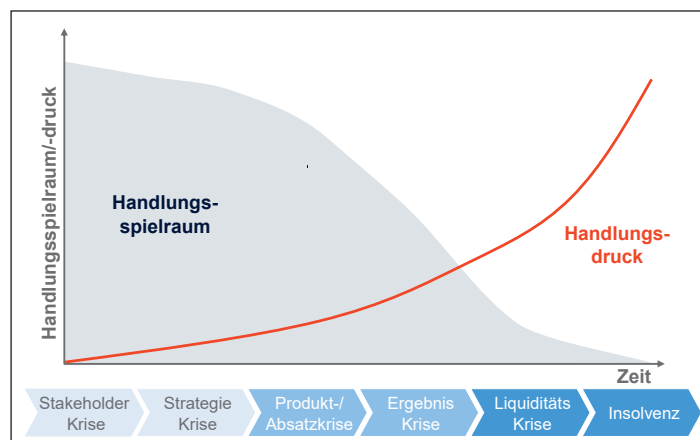 Handlungsspielraum/-druck
Handlungs-
spielraum
Handlungs-
druck
Zeit
Stakeholder
Krise
Strategie
Krise
Produkt-/
Absatzkrise
Ergebnis
Krise
Liquiditäts
Krise
Insolvenz